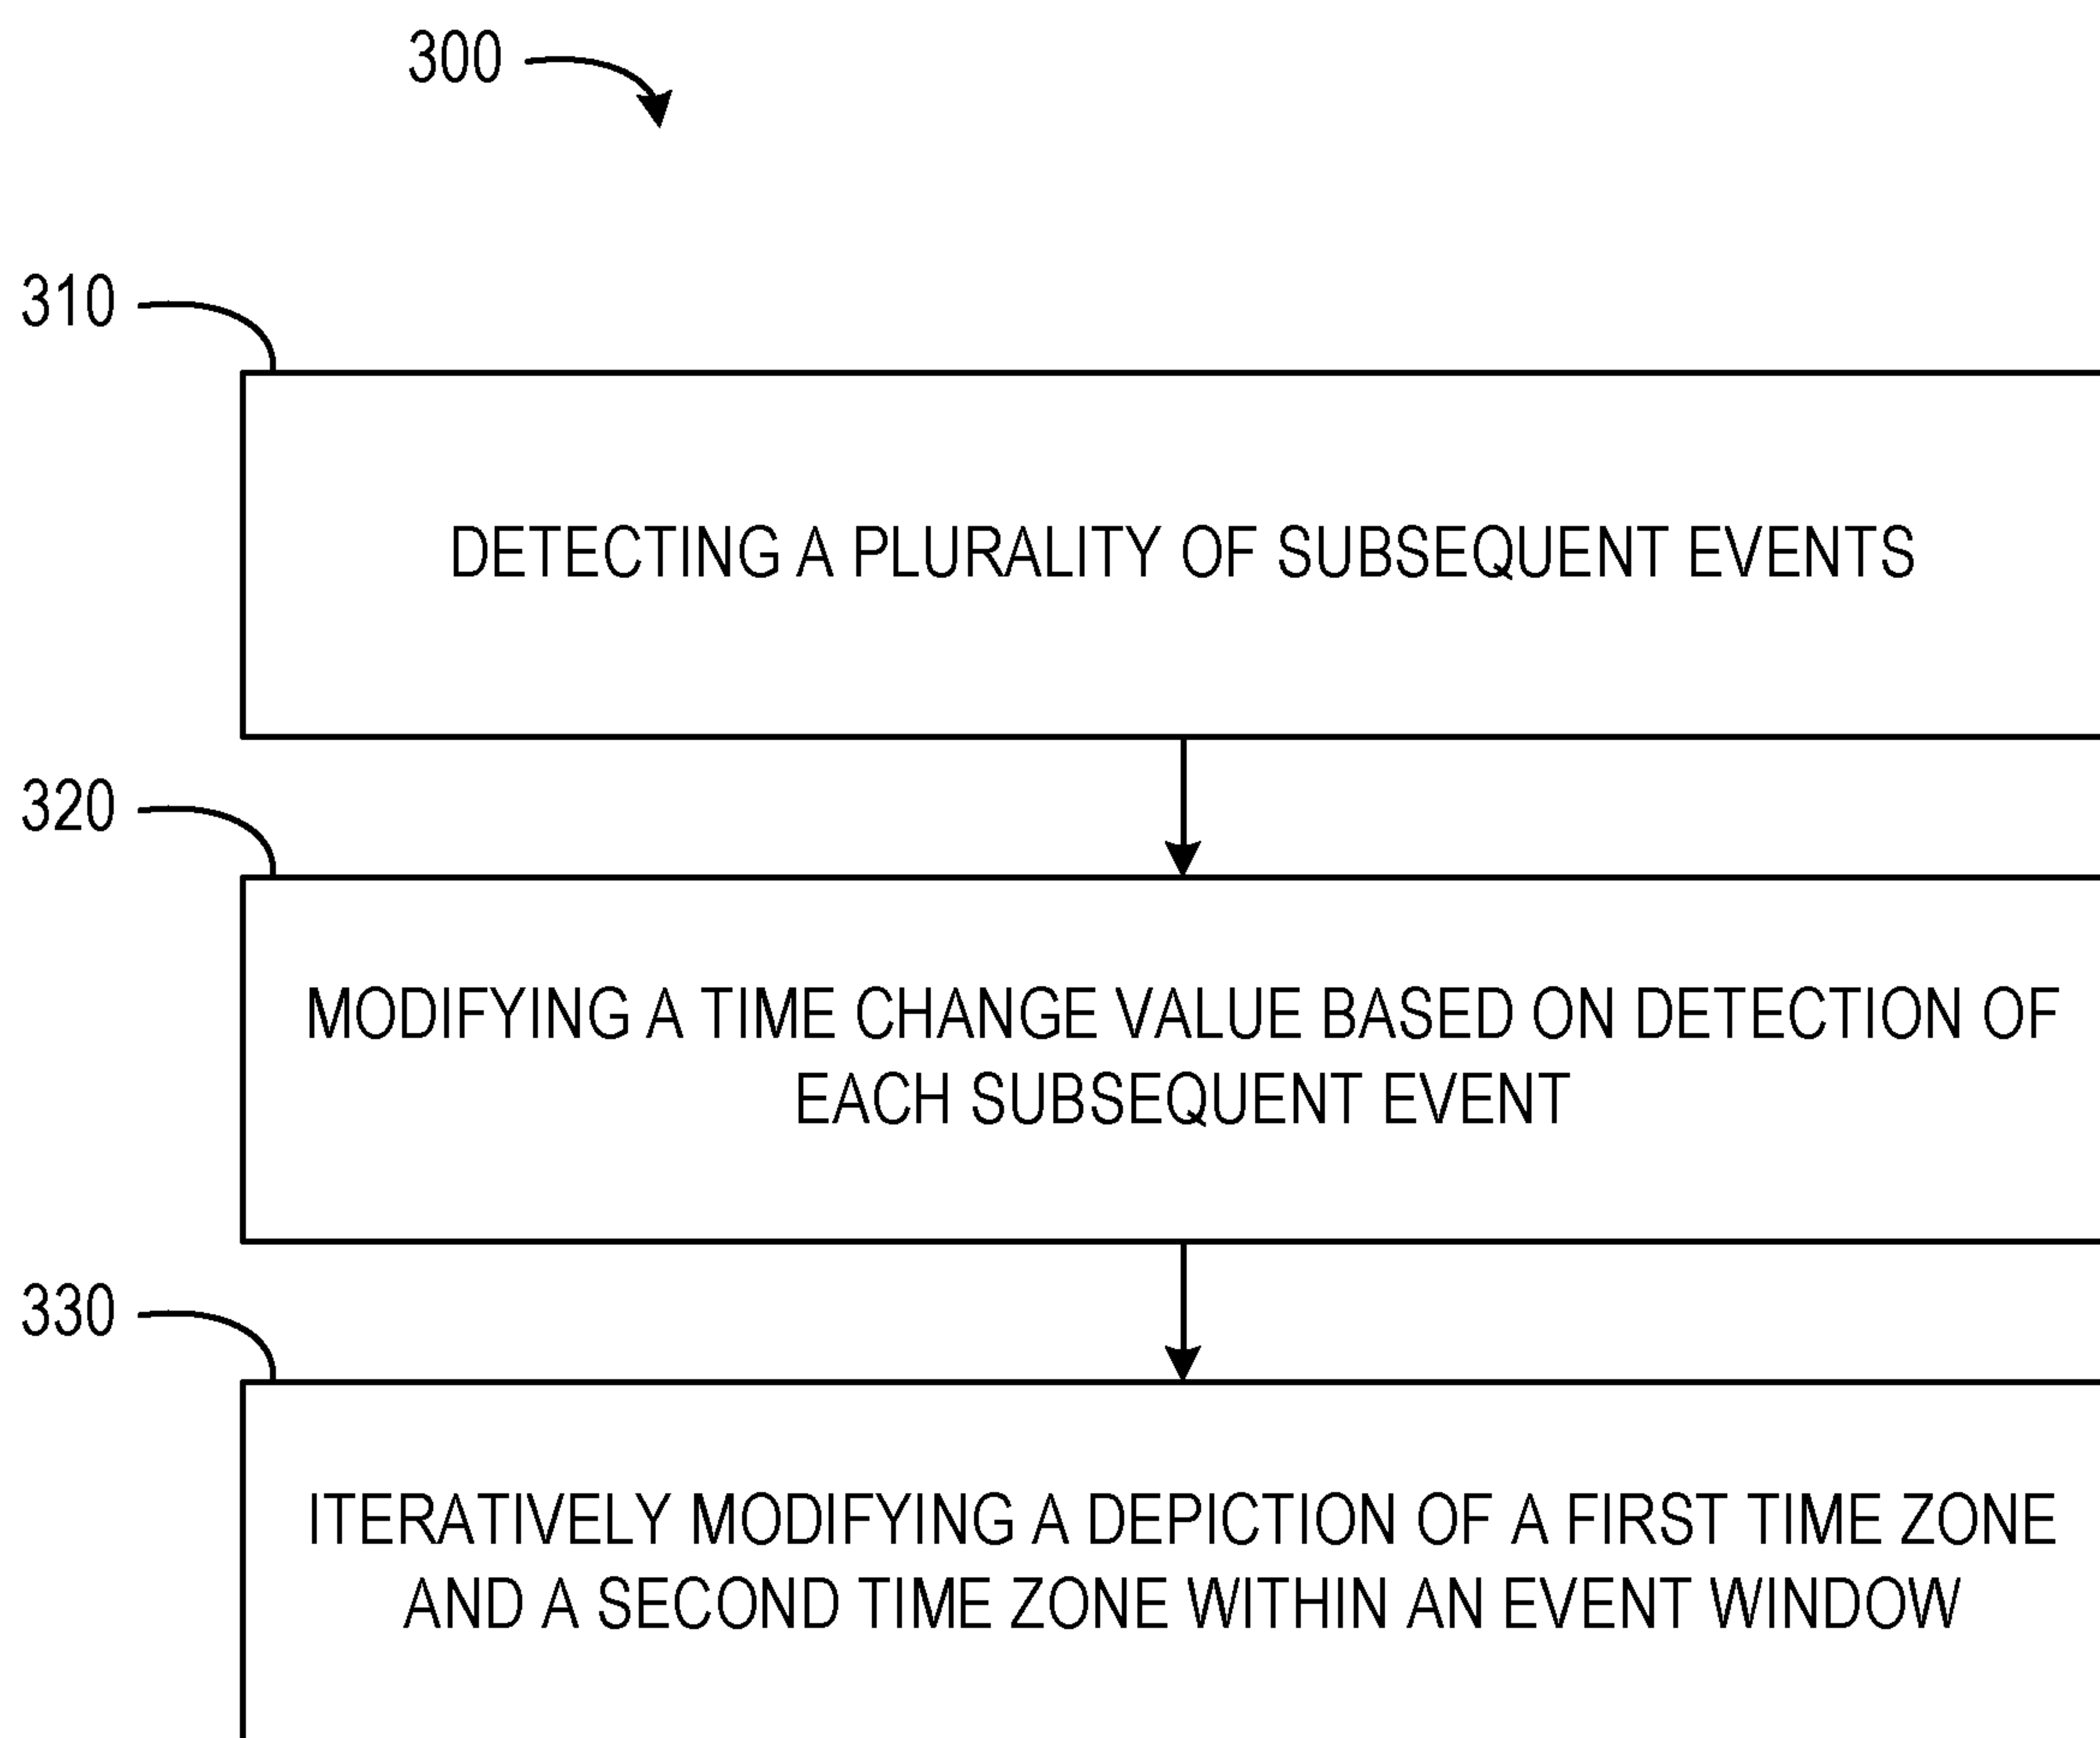 300
310
DETECTING A PLURALITY OF SUBSEQUENT EVENTS
320
MODIFYING A TIME CHANGE VALUE BASED ON DETECTION OF
EACH SUBSEQUENT EVENT
330
ITERATIVELY MODIFYING A DEPICTION OF A FIRST TIME ZONE
AND A SECOND TIME ZONE WITHIN AN EVENT WINDOW